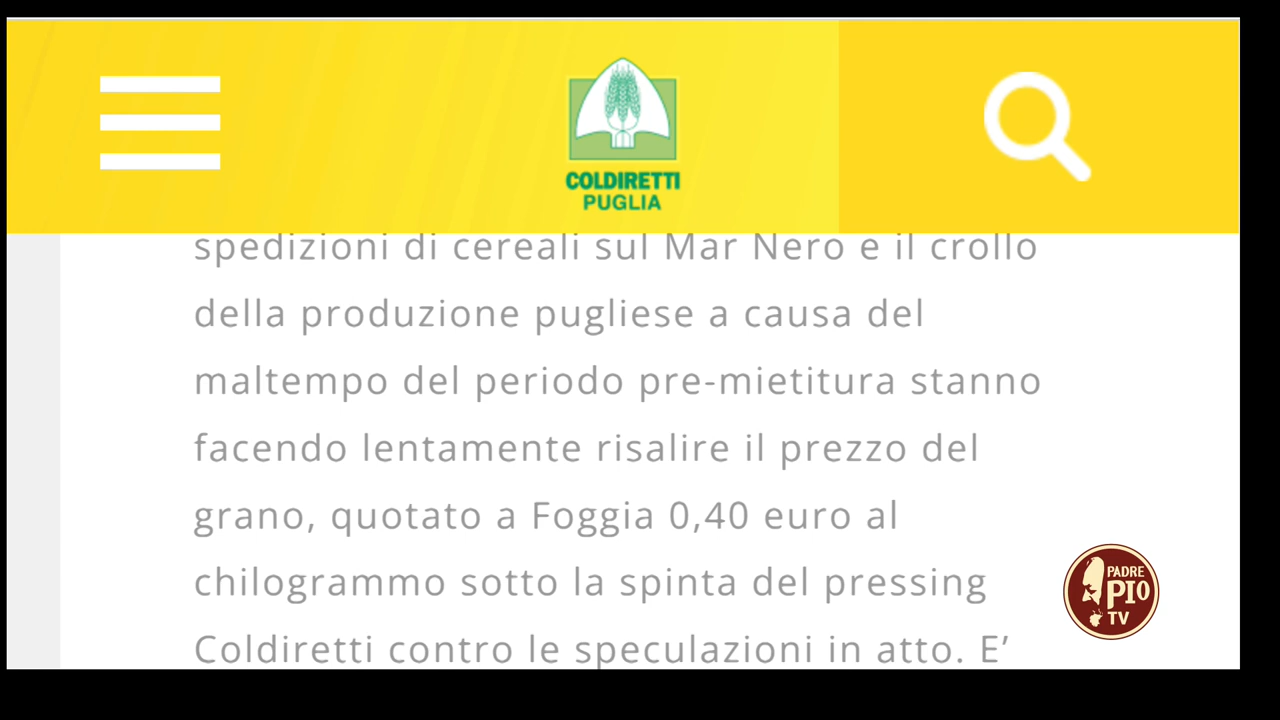 COLDIRETTI
PUGLIA
spedizioni di cereali sul Mar Nero e il crollo
della produzione pugliese a causa del
maltempo del periodo pre-mietitura stanno
facendo lentamente risalire il prezzo del
grano, quotato a Foggia 0,40 euro al
chilogrammo sotto la spinta del pressing
Coldiretti contro le speculazioni in atto. E’
PADRE
PIO
TV